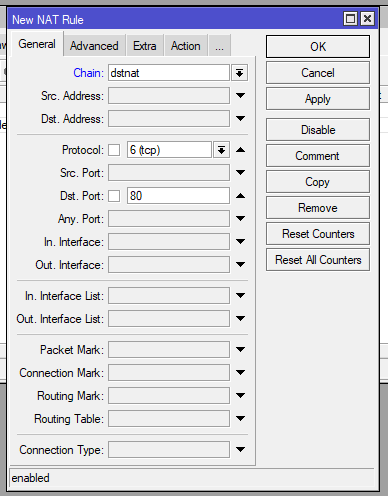 New NAT Rule
General Advanced Extra Action ...
Chain: dstnat
Src. Address:
Dst. Address:
Protocol: 6 (tcp)
Src. Port:
Dst. Port: 80
Any. Port:
In. Interface:
Out. Interface:
In. Interface List:
Out. Interface List:
Packet Mark:
Connection Mark:
Routing Mark:
Routing Table:
Connection Type:
OK
Cancel
Apply
Disable
Comment
Copy
Remove
Reset Counters
Reset All Counters
enabled